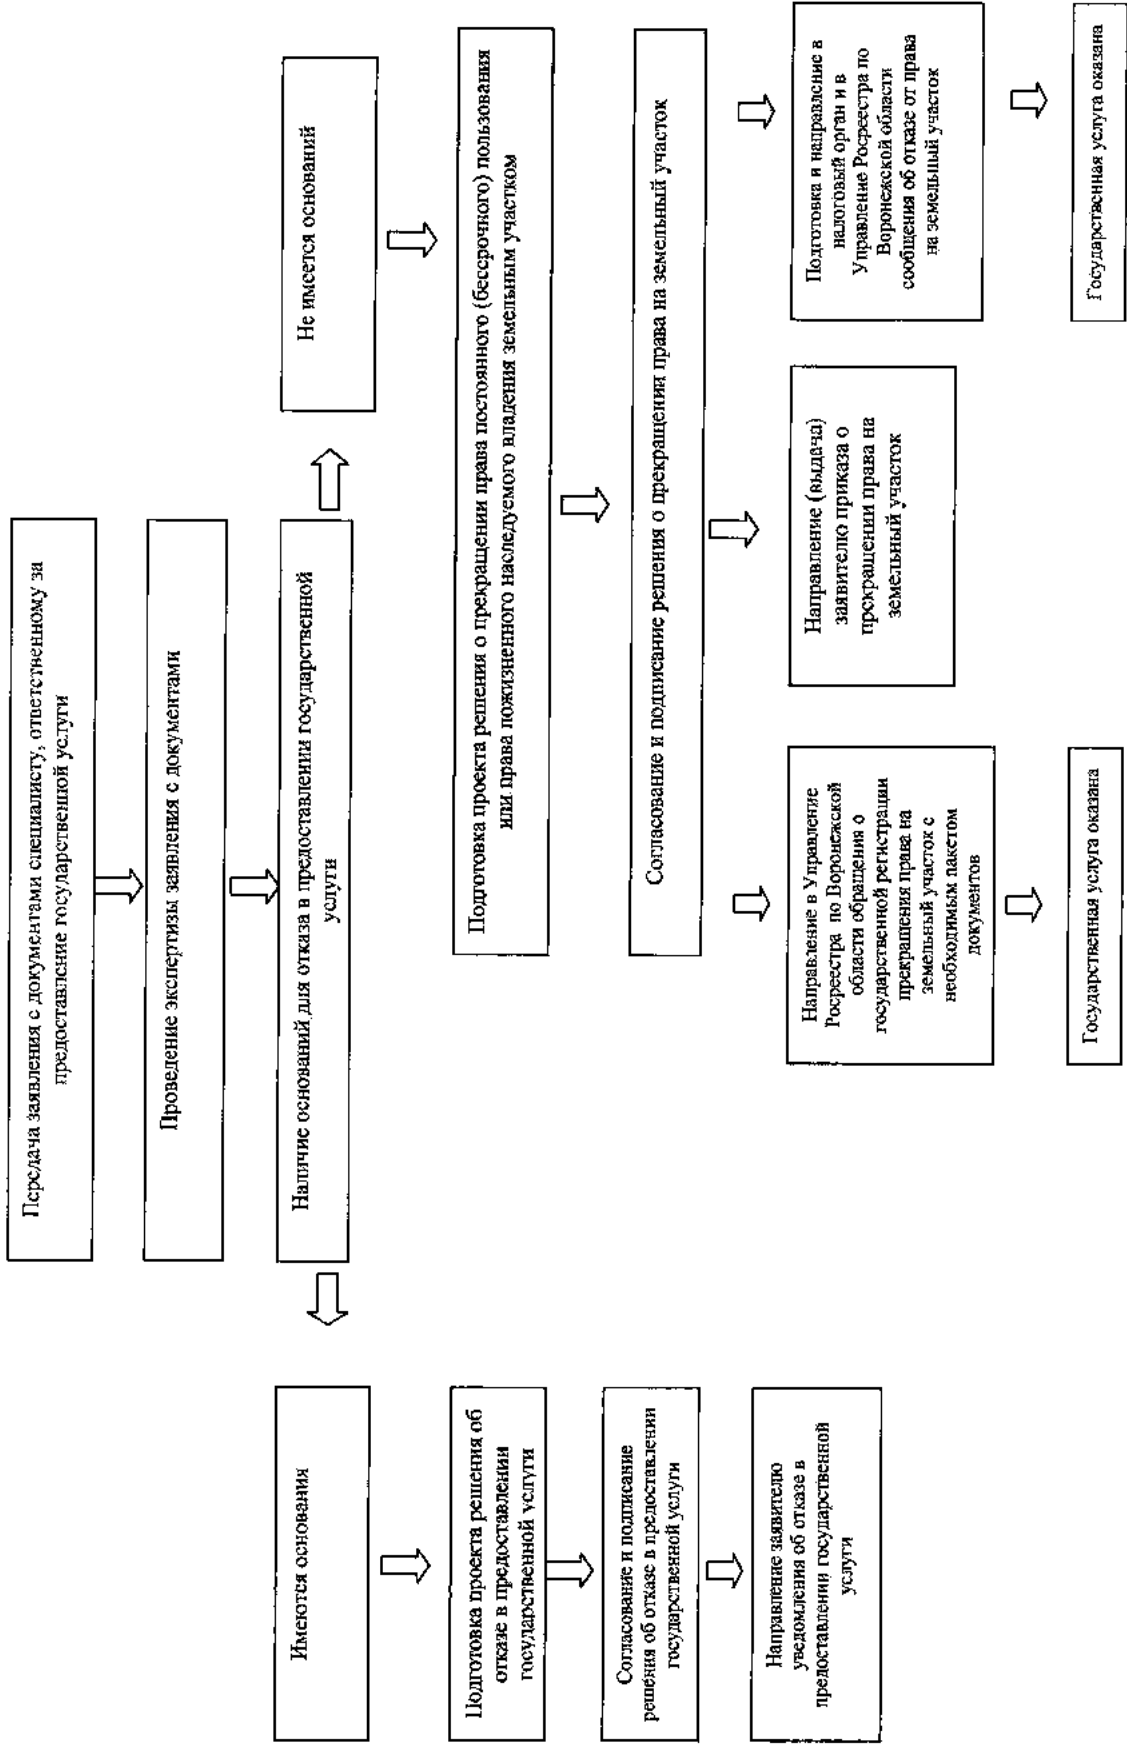 Передача заявления с документами специалисту, ответственному за
предоставление государственной услуги
Проведение экспертизы заявления с документами
Наличие оснований для отказа в предоставлении государственной
услуги
Имеются основания
Не имеется оснований
Подготовка проекта решения об
отказе в предоставлении
государственной услуги
Согласование и подписание
решения об отказе в предоставлении
государственной услуги
Направление заявителю
уведомления об отказе в
предоставлении государственной
услуги
Подготовка проекта решения о прекращении права постоянного (бессрочного) пользования
или права пожизненного наследуемого владения земельным участком
Согласование и подписание решения о прекращении права на земельный участок
Направление в Управление
Росреестра по Воронежской
области обращения о
государственной регистрации
прекращения права на
земельный участок с
необходимым пакетом
документов
Государственная услуга оказана
Направление (выдача)
заявителю приказа о
прекращении права на
земельный участок
Подготовка и направление в
налоговый орган и в
Управление Росреестра по
Воронежской области
сообщения об отказе от права
на земельный участок
Государственная услуга оказана